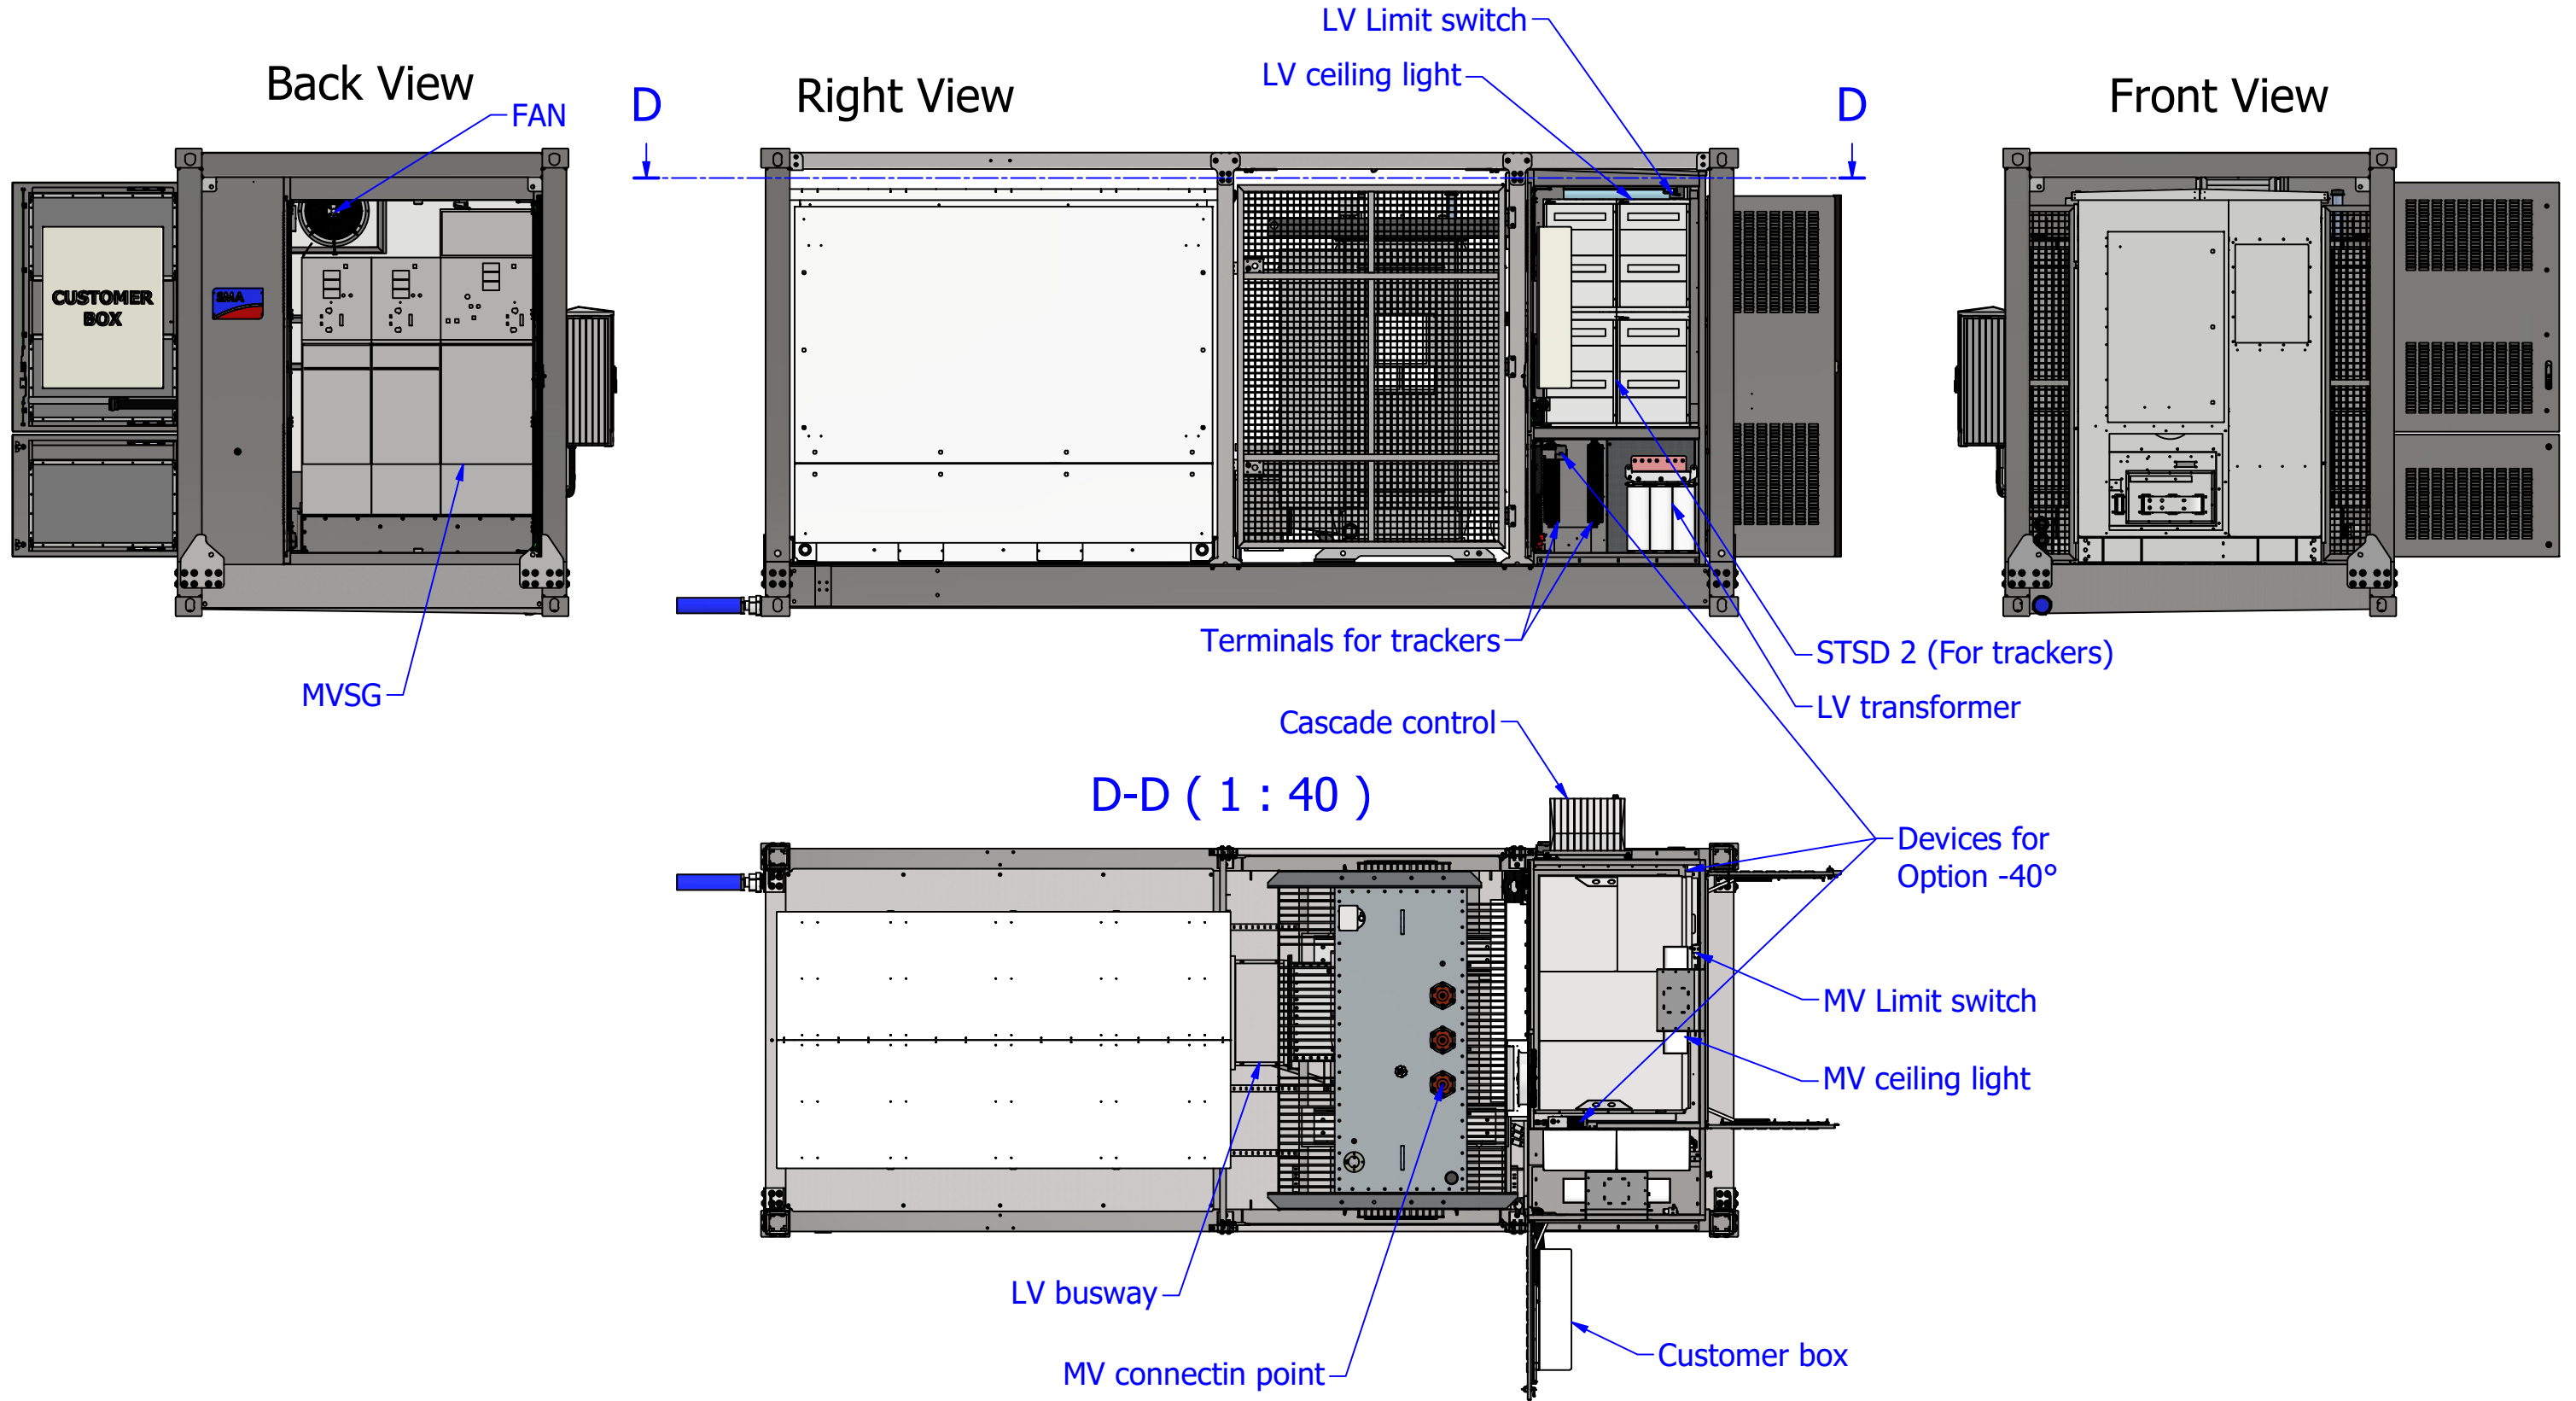 LV Limit switch
LV ceiling light
Back View
FAN
D
Right View
D
Front View
CUSTOMER
BOX
SMA
Terminals for trackers
STSD 2 (For trackers)
MVSG
LV transformer
Cascade control
D-D ( 1 : 40 )
Devices for
Option -40°
MV Limit switch
MV ceiling light
LV busway
Customer box
MV connectin point